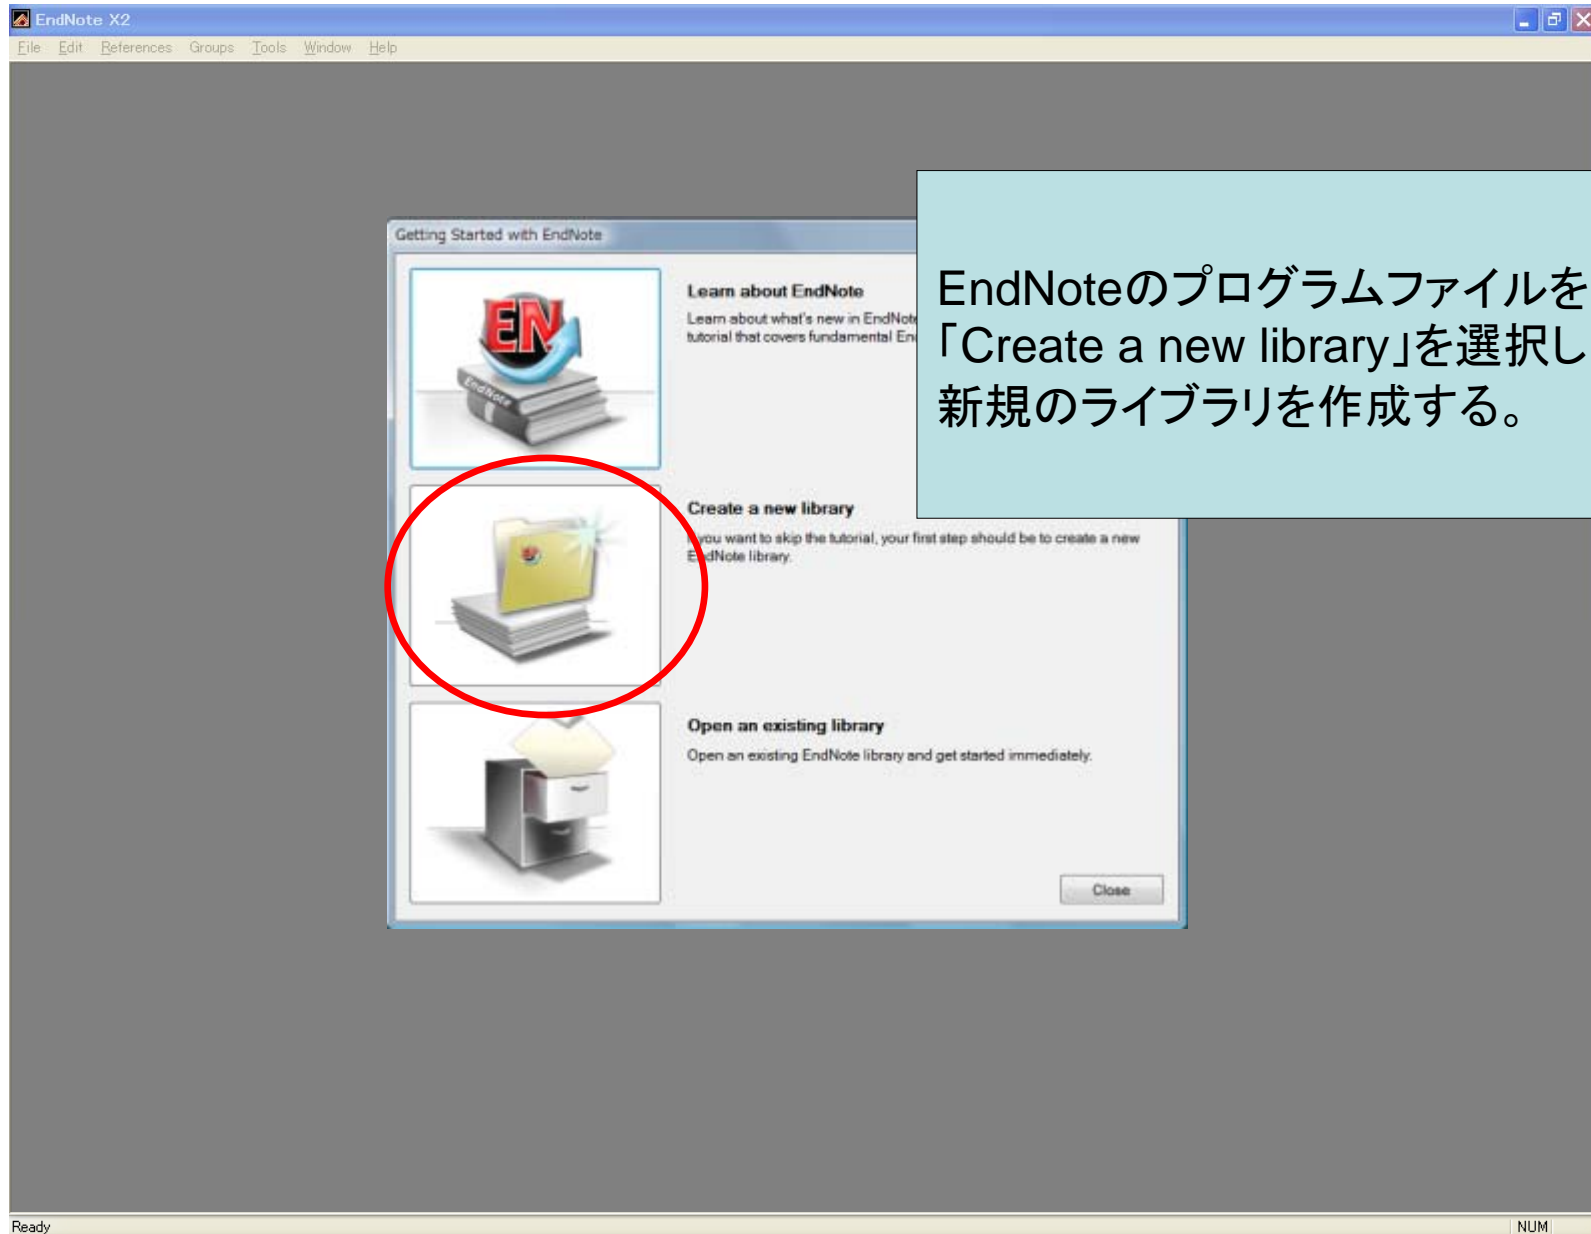 EndNote X2
File Edit References Groups Tools Window Help
Getting Started with EndNote
EN
EndNote
Learn about EndNote
Learn about what's new in EndNote
tutorial that covers fundamental
EndNoteのプログラムファイルを
「Create a new library」を選択し
新規のライブラリを作成する。
Create a new library
you want to skip the tutorial, your first step should be to create a new
EndNote library.
Open an existing library
Open an existing EndNote library and get started immediately.
Close
Ready
NUM